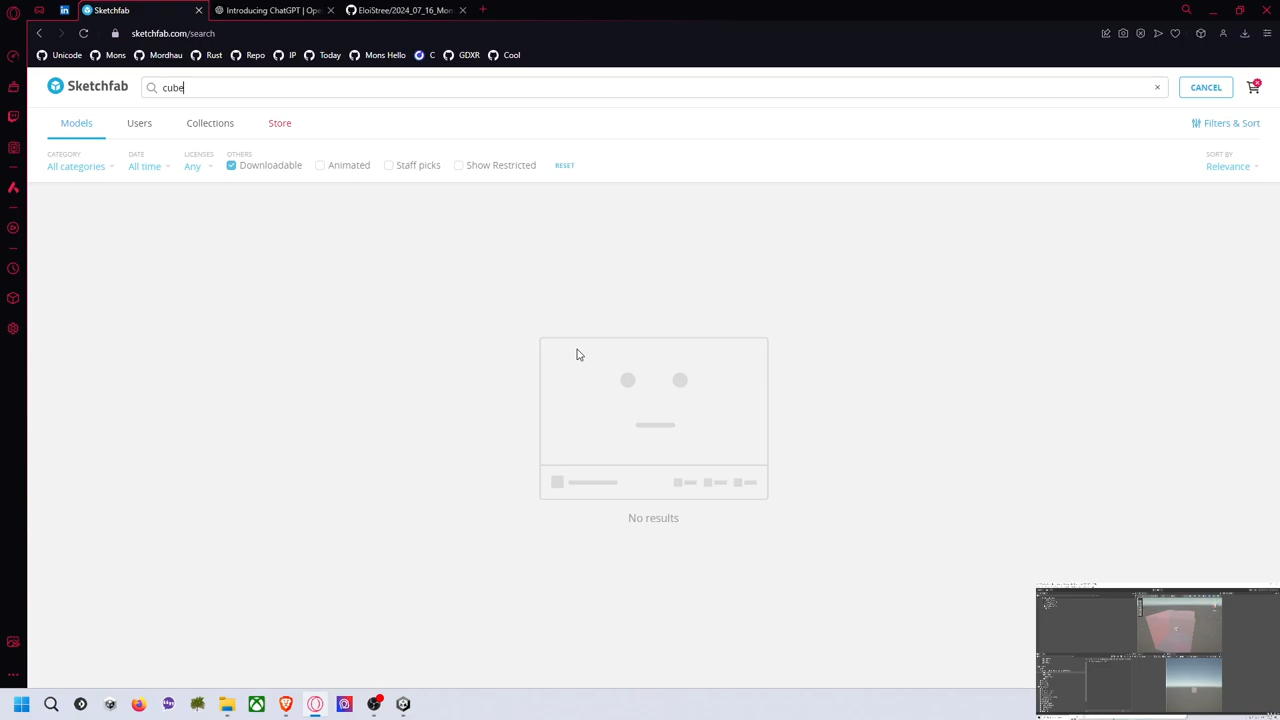 Sketchfab
Introducing ChatGPT | Ope
EloiStree/2024_07_16_Mon
sketchfab.com/search
Unicode
Mons
Mordhau
Rust
Repo
IP
Today
Mons Hello
C
GDXR
Cool
Sketchfab
cube
CANCEL
Models
Users
Collections
Store
Filters & Sort
CATEGORY
DATE
LICENSES
OTHERS
SORT BY
All categories
All time
Any
Downloadable
Animated
Staff picks
Show Restricted
RESET
Relevance
No results